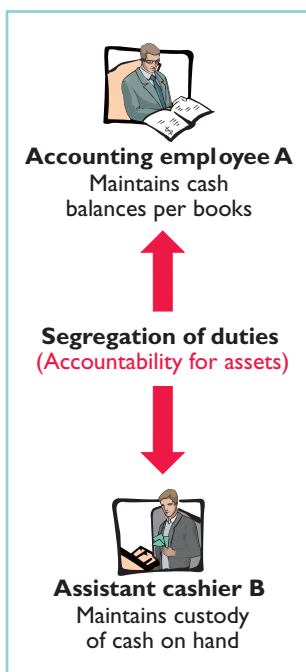 Accounting employee A
Maintains cash
balances per books
Segregation of duties
(Accountability for assets)
Assistant cashier B
Maintains custody
of cash on hand